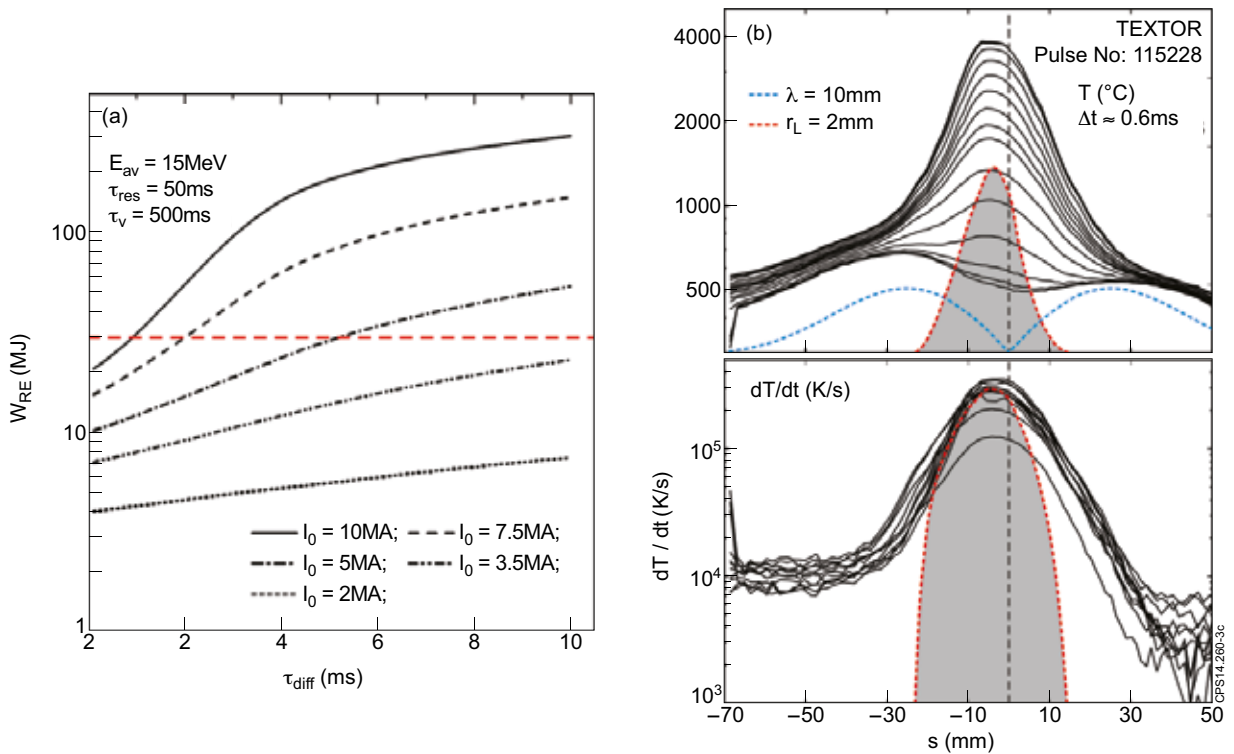 (a)
E_av = 15MeV
τ_res = 50ms
τ_v = 500ms
W_RE (MJ)
100
10
1
I_0 = 10MA; I_0 = 7.5MA;
I_0 = 5MA; I_0 = 3.5MA;
I_0 = 2MA;
2 2 4 6 8 10
τ_diff (ms)
(b)
TEXTOR
Pulse No: 115228
λ = 10mm
r_L = 2mm
T (°C)
Δt ≈ 0.6ms
4000
2000
1000
500
dT/dt (K/s)
dT / dt (K/s)
10^5
10^4
10^3
−70 −50 −30 −10 10 30 50
s (mm)
CPS14.260-3c